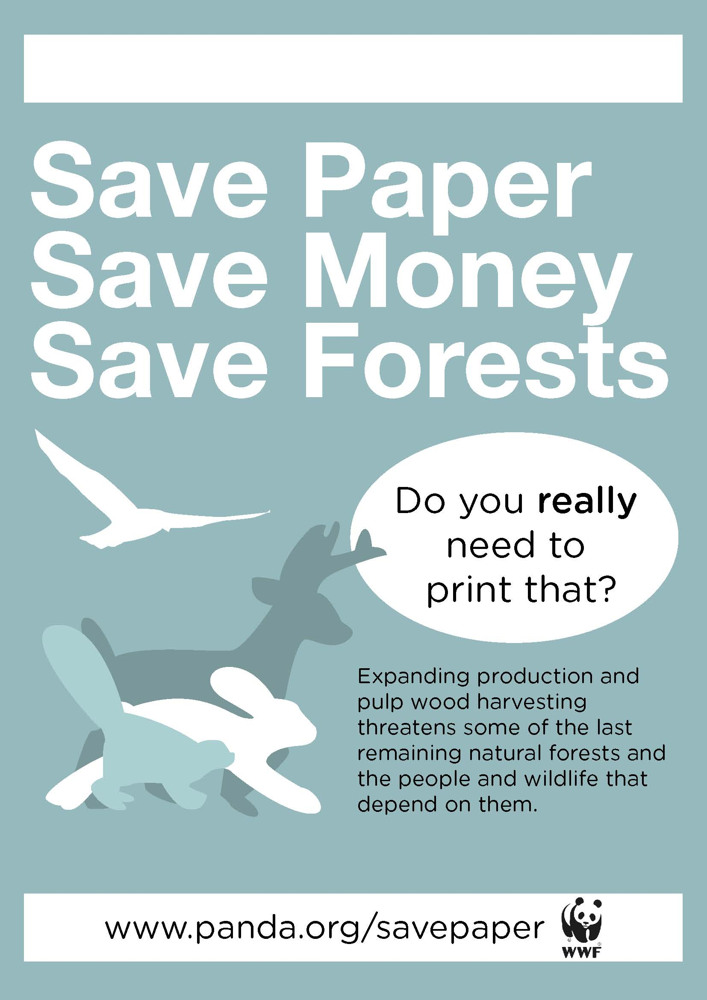 Save Paper
Save Money
Save Forests
Do you really
need to
print that?
Expanding production and
pulp wood harvesting
threatens some of the last
remaining natural forests and
the people and wildlife that
depend on them.
www.panda.org/savepaper
© ®
WWF